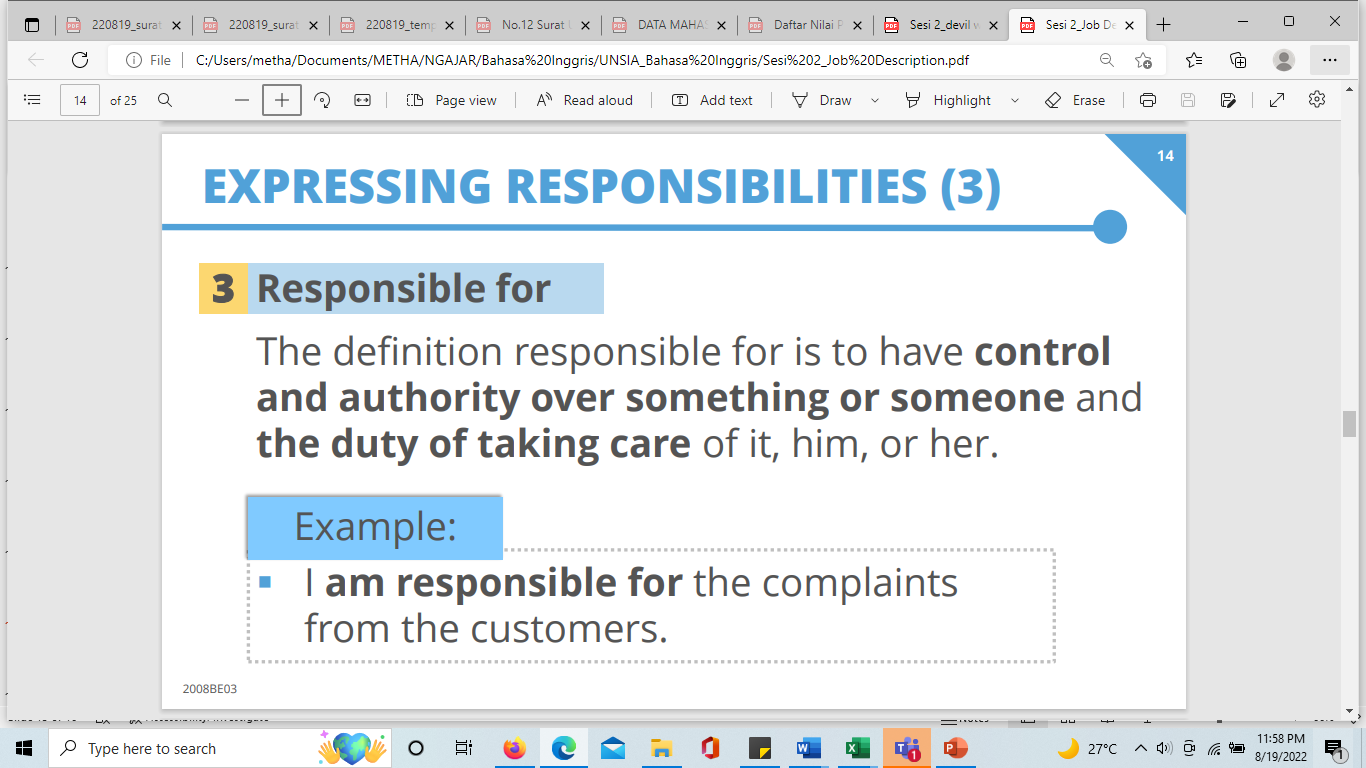 220819_surat
220819_surat
220819_temp
No.12 Surat
DATA MAHA
Daftar Nilai P
Sesi 2_devil w
Sesi 2_Job De
File
C:/Users/metha/Documents/METHA/NGAJAR/Bahasa%20Inggris/UNSIA_Bahasa%20Inggris/Sesi%202_Job%20Description.pdf
14 of 25
Page view
Read aloud
Add text
Draw
Highlight
Erase
14
EXPRESSING RESPONSIBILITIES (3)
3 Responsible for
The definition responsible for is to have control
and authority over something or someone and
the duty of taking care of it, him, or her.
Example:
I am responsible for the complaints
from the customers.
2008BE03
Type here to search
1
27°C
11:58 PM
8/19/2022
1